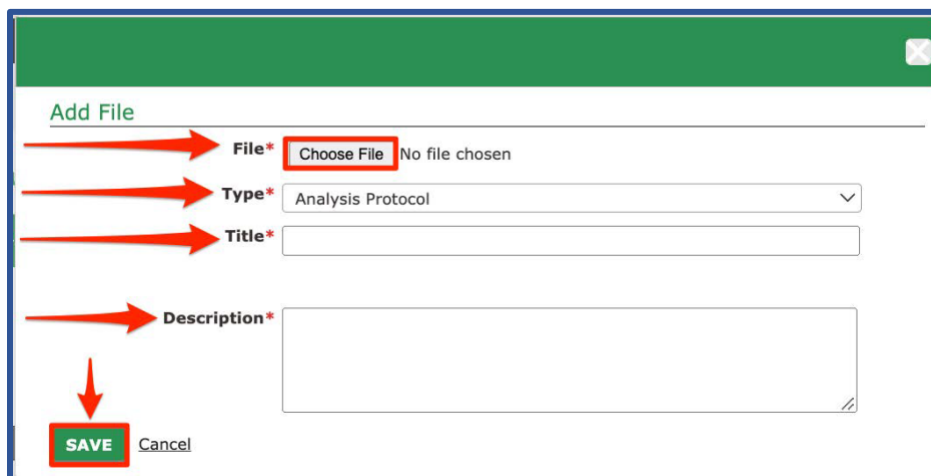 Add File
File* Choose File No file chosen
Type* Analysis Protocol
Title*
Description*
SAVE Cancel